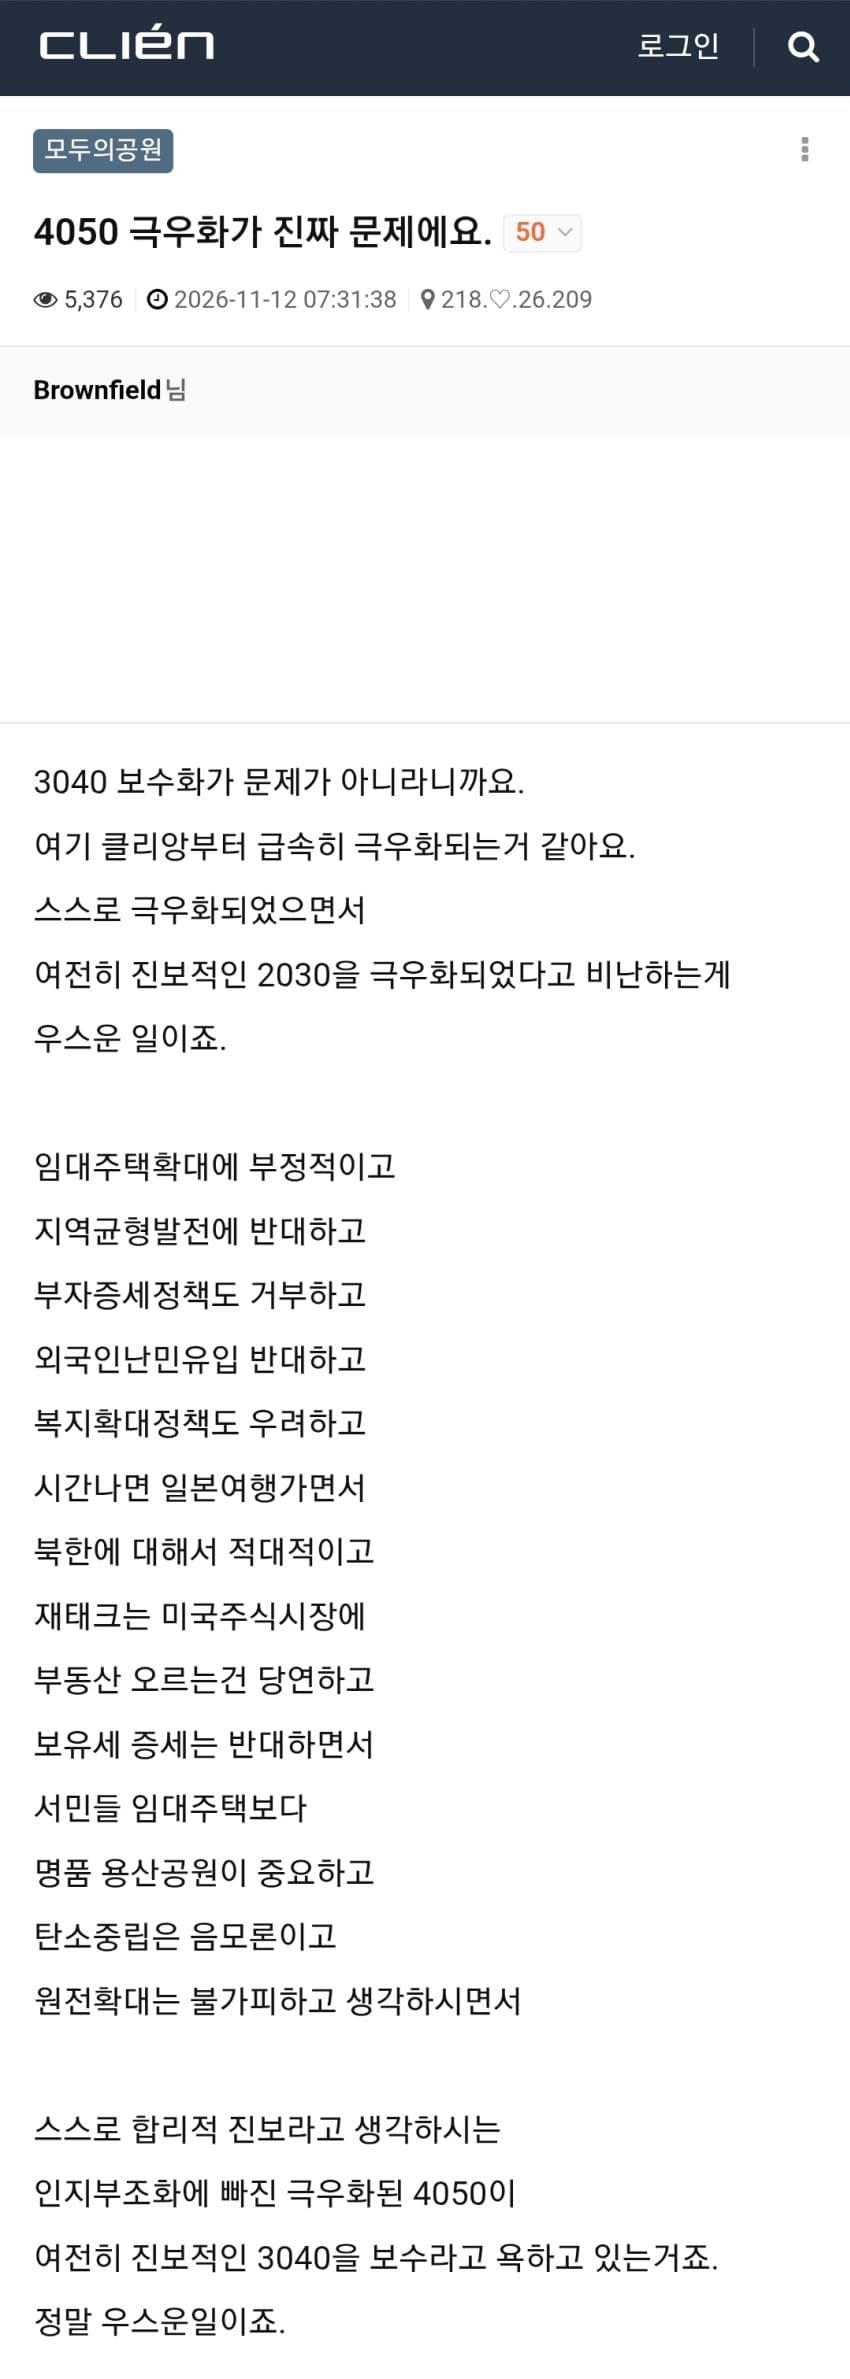 CLIéN
로그인
모두의공원
4050 극우화가 진짜 문제에요. 50
5,376 2026-11-12 07:31:38 218.♡.26.209
Brownfield님
3040 보수화가 문제가 아니라니까요.
여기 클리앙부터 급속히 극우화되는거 같아요.
스스로 극우화되었으면서
여전히 진보적인 2030을 극우화되었다고 비난하는게
우스운 일이죠.
임대주택확대에 부정적이고
지역균형발전에 반대하고
부자증세정책도 거부하고
외국인난민유입 반대하고
복지확대정책도 우려하고
시간나면 일본여행가면서
북한에 대해서 적대적이고
재태크는 미국주식시장에
부동산 오르는건 당연하고
보유세 증세는 반대하면서
서민들 임대주택보다
명품 용산공원이 중요하고
탄소중립은 음모론이고
원전확대는 불가피하고 생각하시면서
스스로 합리적 진보라고 생각하시는
인지부조화에 빠진 극우화된 4050이
여전히 진보적인 3040을 보수라고 욕하고 있는거죠.
정말 우스운일이죠.